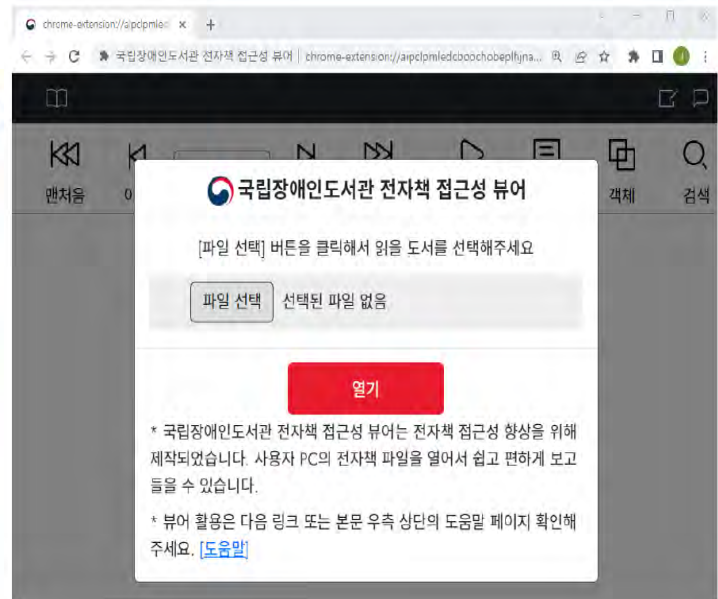 chrome-extension://aipclpmled
국립장애인도서관 전자책 접근성 뷰어
맨처음
객체
검색
국립장애인도서관 전자책 접근성 뷰어
[파일 선택] 버튼을 클릭해서 읽을 도서를 선택해주세요
파일 선택 선택된 파일 없음
열기
* 국립장애인도서관 전자책 접근성 뷰어는 전자책 접근성 향상을 위해
제작되었습니다. 사용자 PC의 전자책 파일을 열어서 쉽고 편하게 보고
들을 수 있습니다.
* 뷰어 활용은 다음 링크 또는 본문 우측 상단의 도움말 페이지 확인해
주세요. [도움말]